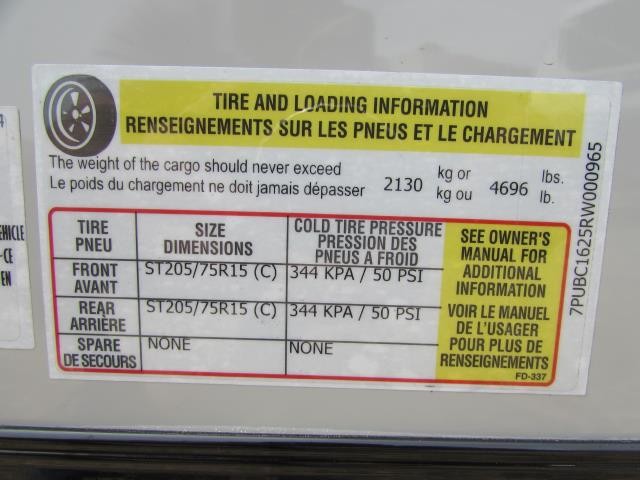 TIRE AND LOADING INFORMATION
RENSEIGNEMENTS SUR LES PNEUS ET LE CHARGEMENT
The weight of the cargo should never exceed
Le poids du chargement ne doit jamais dépasser
2130 kg or 4696 lbs.
kg ou lb.
TIRE PNEU
SIZE DIMENSIONS
COLD TIRE PRESSURE
PRESSION DES
PNEUS A FROID
FRONT AVANT
ST205/75R15 (C) 344 KPA / 50 PSI
REAR ARRIÈRE
ST205/75R15 (C) 344 KPA / 50 PSI
SPARE DE SECOURS
NONE NONE
SEE OWNER'S
MANUAL FOR
ADDITIONAL
INFORMATION
VOIR LE MANUEL
DE L'USAGER
POUR PLUS DE
RENSEIGNEMENTS
FD-337
7PUBC1625RW000965
EHICLE
-CE
EN